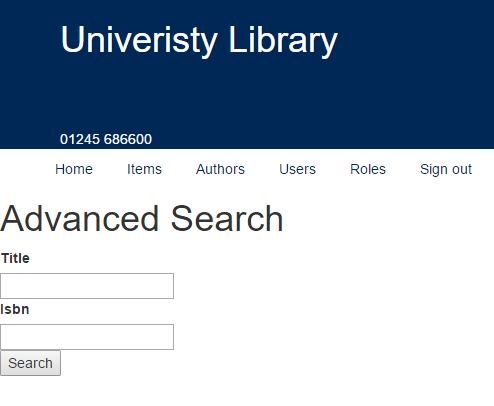 Univeristy Library
01245 686600
Home Items Authors Users Roles Sign out
Advanced Search
Title
Isbn
Search